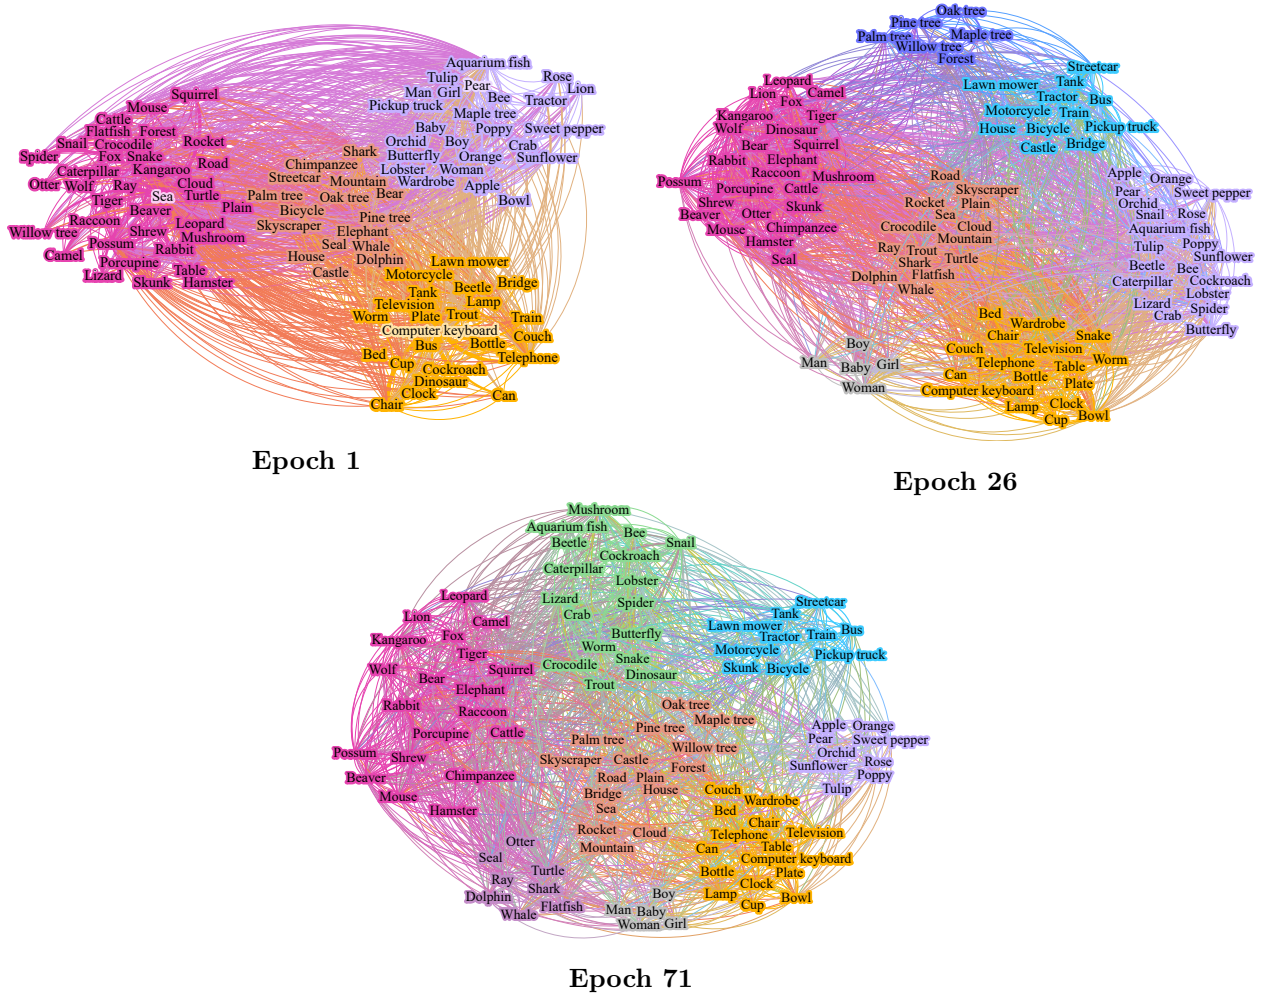 Aquarium fish
Tulip
Pear
Rose
Lion
Man
Girl
Bee
Tractor
Pickup truck
Maple tree
Squirrel
Mouse
Cattle
Flatfish
Forest
Rocket
Snail
Crocodile
Spider
Fox
Snake
Road
Caterpillar
Kangaroo
Otter
Wolf
Ray
Cloud
Tiger
Sea
Turtle
Beaver
Plain
Raccoon
Leopard
Willow tree
Shrew
Mushroom
Possum
Rabbit
Camel
Porcupine
Lizard
Table
Skunk
Hamster
Baby
Poppy
Sweet pepper
Orchid
Boy
Crab
Butterfly
Orange
Sunflower
Lobster
Woman
Wardrobe
Apple
Bowl
Shark
Chimpanzee
Streetcar
Mountain
Palm tree
Oak tree
Bear
Bicycle
Skyscraper
Pine tree
Elephant
Seal
Whale
House
Dolphin
Castle
Lawn mower
Motorcycle
Tank
Beetle
Bridge
Television
Lamp
Worm
Plate
Trout
Train
Computer keyboard
Couch
Bus
Bottle
Bed
Telephone
Cup
Cockroach
Dinosaur
Clock
Can
Chair
Epoch 1
Oak tree
Pine tree
Palm tree
Maple tree
Willow tree
Forest
Streetcar
Lawn mower
Tank
Tractor
Bus
Motorcycle
Train
House
Bicycle
Pickup truck
Castle
Bridge
Leopard
Lion
Camel
Fox
Kangaroo
Tiger
Wolf
Dinosaur
Bear
Squirrel
Rabbit
Elephant
Raccoon
Mushroom
Possum
Porcupine
Cattle
Shrew
Skunk
Beaver
Otter
Mouse
Chimpanzee
Hamster
Seal
Road
Skyscraper
Rocket
Plain
Sea
Crocodile
Cloud
Mountain
Ray
Trout
Shark
Turtle
Dolphin
Flatfish
Whale
Apple
Orange
Pear
Sweet pepper
Orchid
Snail
Rose
Aquarium fish
Tulip
Poppy
Sunflower
Beetle
Bee
Caterpillar
Cockroach
Lobster
Lizard
Spider
Crab
Butterfly
Bed
Wardrobe
Chair
Snake
Couch
Television
Telephone
Table
Worm
Can
Bottle
Plate
Computer keyboard
Lamp
Clock
Cup
Bowl
Boy
Man
Baby
Girl
Woman
Epoch 26
Mushroom
Aquarium fish
Bee
Beetle
Snail
Cockroach
Caterpillar
Lobster
Lizard
Spider
Crab
Butterfly
Worm
Snake
Crocodile
Dinosaur
Trout
Leopard
Lion
Camel
Kangaroo
Fox
Tiger
Wolf
Squirrel
Bear
Elephant
Rabbit
Raccoon
Porcupine
Cattle
Possum
Shrew
Beaver
Chimpanzee
Mouse
Hamster
Streetcar
Tank
Lawn mower
Tractor
Train
Bus
Motorcycle
Pickup truck
Skunk
Bicycle
Oak tree
Maple tree
Pine tree
Palm tree
Willow tree
Skyscraper
Castle
Forest
Road
Plain
Bridge
House
Sea
Rocket
Cloud
Mountain
Apple
Orange
Pear
Sweet pepper
Orchid
Sunflower
Rose
Poppy
Tulip
Couch
Wardrobe
Bed
Chair
Telephone
Television
Can
Table
Computer keyboard
Bottle
Plate
Clock
Lamp
Cup
Bowl
Otter
Seal
Turtle
Ray
Shark
Dolphin
Whale
Flatfish
Boy
Man
Baby
Woman
Girl
Epoch 71